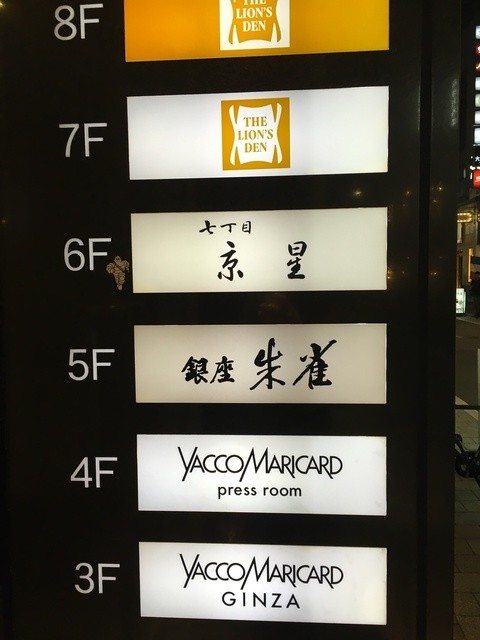 8F
THE
LION'S
DEN
7F
THE
LION'S
DEN
6F
七丁目
京星
5F
銀座 朱雀
4F
YACCOMARICARD
press room
3F
YACCOMARICARD
GINZA